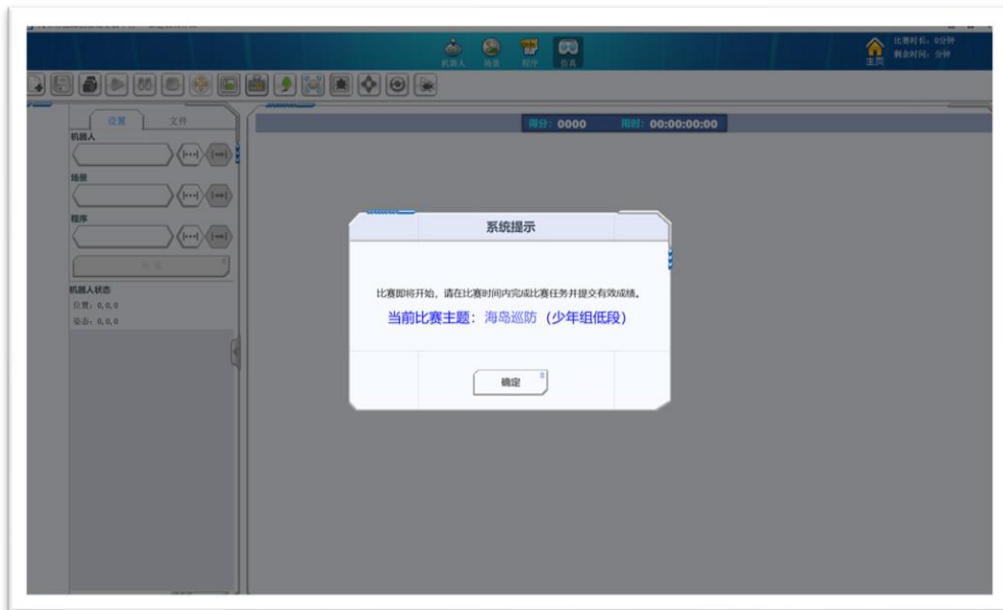 机器人 场景 程序 仿真
比赛时长：0分钟
剩余时间：分钟
主页
设置 文件
得分：0000 用时：00:00:00:00
机器人
场景
程序
机器人状态
位置：0, 0, 0
姿态：0, 0, 0
系统提示
比赛即将开始，请在比赛时间内完成比赛任务并提交有效成绩。
当前比赛主题：海岛巡防（少年组低段）
确定